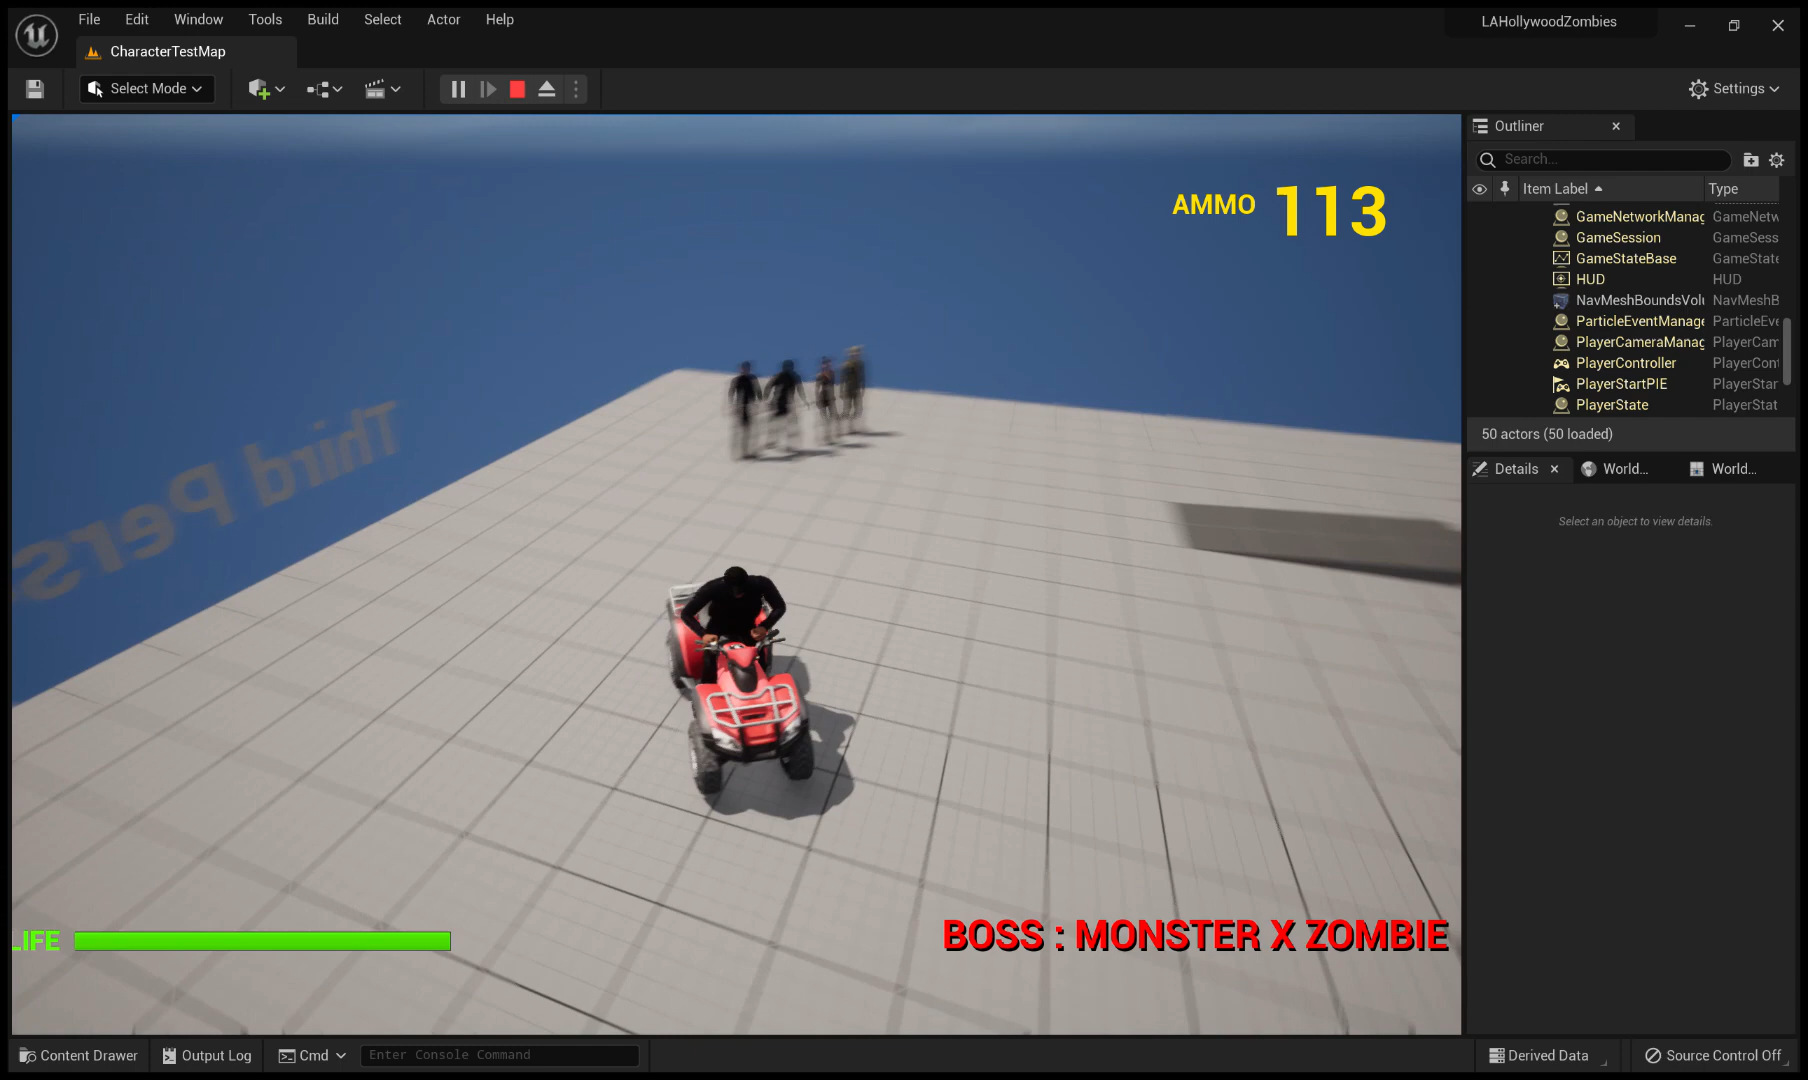 File Edit Window Tools Build Select Actor Help
LAHollywoodZombies
CharacterTestMap
Select Mode
Settings
Outliner
Search...
Item Label Type
GameNetworkManag GameNetw
GameSession GameSess
GameStateBase GameState
HUD HUD
NavMeshBoundsVolu NavMeshB
ParticleEventManage ParticleEve
PlayerCameraManag PlayerCam
PlayerController PlayerCont
PlayerStartPIE PlayerStar
PlayerState PlayerStat
50 actors (50 loaded)
Details World... World...
Select an object to view details.
AMMO 113
Third Pers
LIFE
BOSS : MONSTER X ZOMBIE
Content Drawer Output Log Cmd Enter Console Command Derived Data Source Control Off